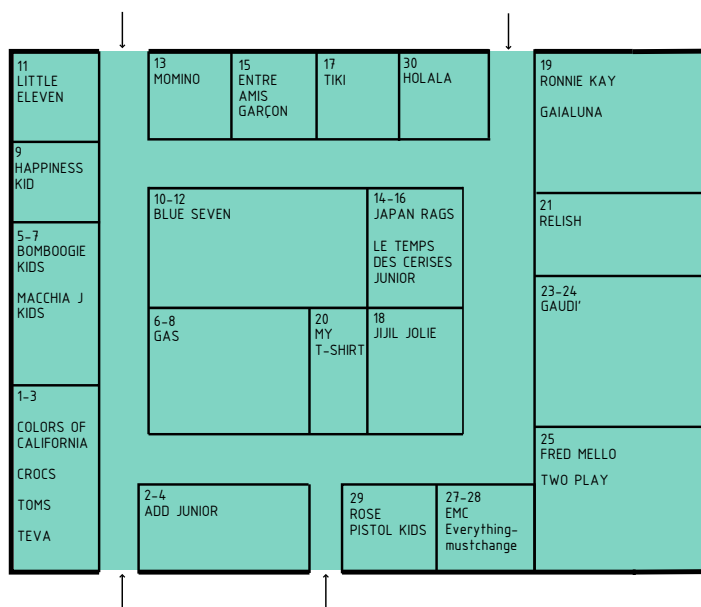 11
LITTLE
ELEVEN
9
HAPPINESS
KID
5-7
BOMBOOGIE
KIDS
MACCHIA J
KIDS
1-3
COLORS OF
CALIFORNIA
CROCS
TOMS
TEVA
13
MOMINO
15
ENTRE
AMIS
GARÇON
17
TIKI
30
HOLALA
10-12
BLUE SEVEN
14-16
JAPAN RAGS
LE TEMPS
DES CERISES
JUNIOR
6-8
GAS
20
MY
T-SHIRT
18
JIJIL JOLIE
2-4
ADD JUNIOR
29
ROSE
PISTOL KIDS
27-28
EMC
Everything-
mustchange
19
RONNIE KAY
GAIALUNA
21
RELISH
23-24
GAUDI'
25
FRED MELLO
TWO PLAY